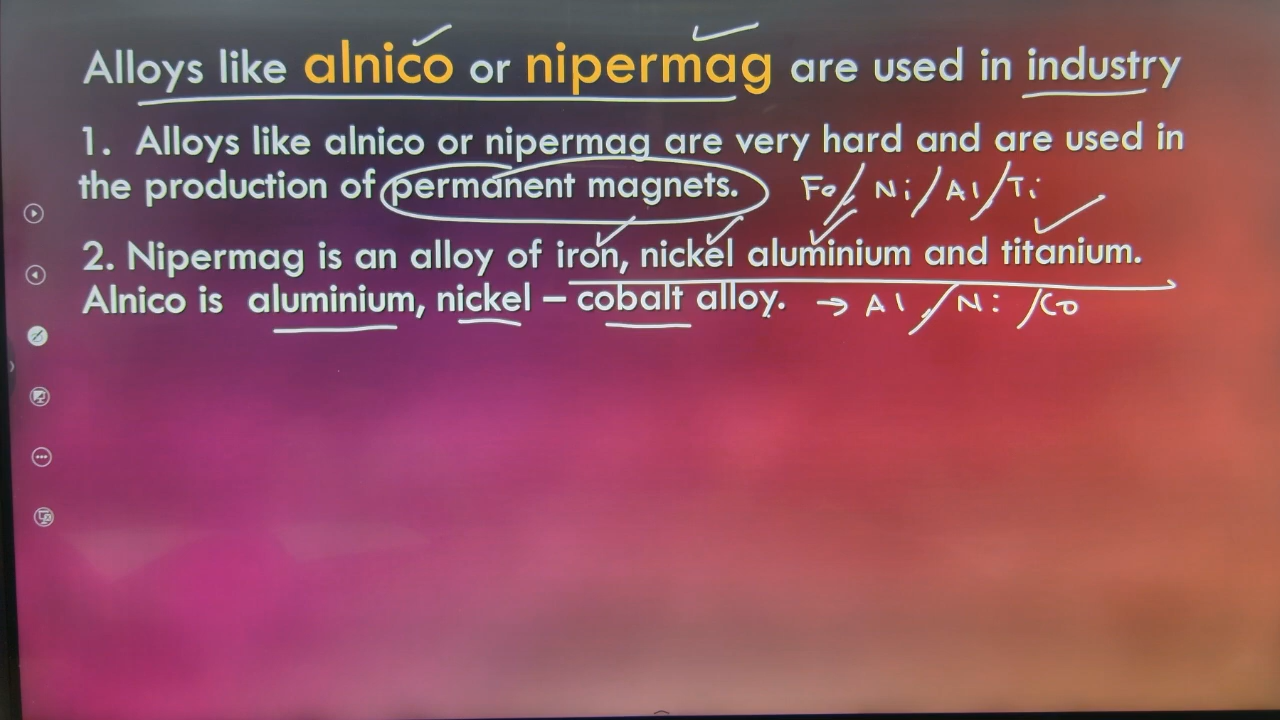 Alloys like alnico or nipermag are used in industry
1. Alloys like alnico or nipermag are very hard and are used in
the production of permanent magnets. Fe/Ni/Al/Ti
2. Nipermag is an alloy of iron, nickel aluminium and titanium.
Alnico is aluminium, nickel – cobalt alloy. → Al/Ni/Co